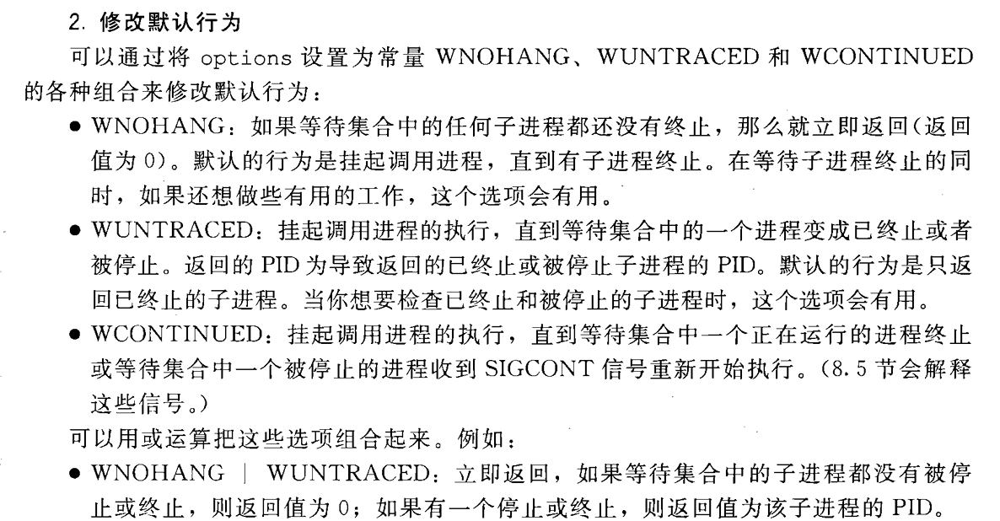 2. 修改默认行为
可以通过将 options 设置为常量 WNOHANG、WUNTRACED 和 WCONTINUED
的各种组合来修改默认行为：
● WNOHANG：如果等待集合中的任何子进程都还没有终止，那么就立即返回(返回
值为 0)。默认的行为是挂起调用进程，直到有子进程终止。在等待子进程终止的同
时，如果还想做些有用的工作，这个选项会有用。
● WUNTRACED：挂起调用进程的执行，直到等待集合中的一个进程变成已终止或者
被停止。返回的 PID 为导致返回的已终止或被停止子进程的 PID。默认的行为是只返
回已终止的子进程。当你想要检查已终止和被停止的子进程时，这个选项会有用。
● WCONTINUED：挂起调用进程的执行，直到等待集合中一个正在运行的进程终止
或等待集合中一个被停止的进程收到 SIGCONT 信号重新开始执行。(8.5 节会解释
这些信号。)
可以用或运算把这些选项组合起来。例如：
● WNOHANG | WUNTRACED：立即返回，如果等待集合中的子进程都没有被停
止或终止，则返回值为 0；如果有一个停止或终止，则返回值为该子进程的 PID。